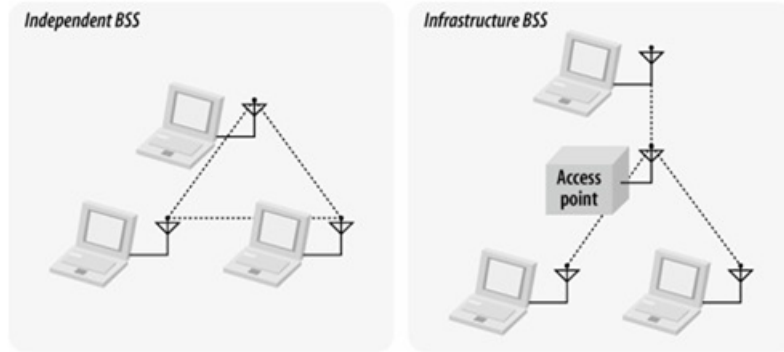 Independent BSS
Infrastructure BSS
Access
point